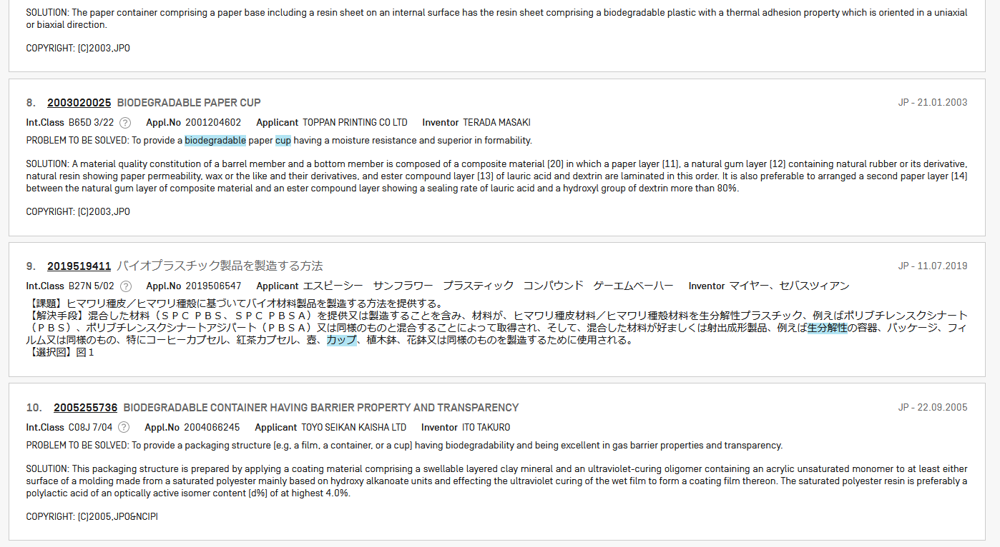 SOLUTION: The paper container comprising a paper base including a resin sheet on an internal surface has the resin sheet comprising a biodegradable plastic with a thermal adhesion property which is oriented in a uniaxial
or biaxial direction.
COPYRIGHT: (C)2003,JPO
8. 2003020025 BIODEGRADABLE PAPER CUP JP - 21.01.2003
Int.Class B65D 3/22 ? Appl.No 2001204602 Applicant TOPPAN PRINTING CO LTD Inventor TERADA MASAKI
PROBLEM TO BE SOLVED: To provide a biodegradable paper cup having a moisture resistance and superior in formability.
SOLUTION: A material quality constitution of a barrel member and a bottom member is composed of a composite material [20] in which a paper layer [11], a natural gum layer [12] containing natural rubber or its derivative,
natural resin showing paper permeability, wax or the like and their derivatives, and ester compound layer [13] of lauric acid and dextrin are laminated in this order. It is also preferable to arranged a second paper layer [14]
between the natural gum layer of composite material and an ester compound layer showing a sealing rate of lauric acid and a hydroxyl group of dextrin more than 80%.
COPYRIGHT: (C)2003,JPO
9. 2019519411 バイオプラスチック製品を製造する方法 JP - 11.07.2019
Int.Class B27N 5/02 ? Appl.No 2019506547 Applicant エスピーシー　サンフラワー　プラスティック　コンパウンド　ゲーエムベーハー Inventor マイヤー、セバスツィアン
【課題】ヒマワリ種皮／ヒマワリ種殻に基づいてバイオ材料製品を製造する方法を提供する。
【解決手段】混合した材料（ＳＰＣ ＰＢＳ、ＳＰＣ ＰＢＳＡ）を提供又は製造することを含み、材料が、ヒマワリ種皮材料／ヒマワリ種殻材料を生分解性プラスチック、例えばポリブチレンスクシナート
（ＰＢＳ）、ポリブチレンスクシナートアジパート（ＰＢＳＡ）又は同様のものと混合することによって取得され、そして、混合した材料が好ましくは射出成形製品、例えば生分解性の容器、パッケージ、フィ
ルム又は同様のもの、特にコーヒーカプセル、紅茶カプセル、壺、カップ、植木鉢、花鉢又は同様のものを製造するために使用される。
【選択図】図１
10. 2005255736 BIODEGRADABLE CONTAINER HAVING BARRIER PROPERTY AND TRANSPARENCY JP - 22.09.2005
Int.Class C08J 7/04 ? Appl.No 2004066245 Applicant TOYO SEIKAN KAISHA LTD Inventor ITO TAKURO
PROBLEM TO BE SOLVED: To provide a packaging structure (e.g, a film, a container, or a cup) having biodegradability and being excellent in gas barrier properties and transparency.
SOLUTION: This packaging structure is prepared by applying a coating material comprising a swellable layered clay mineral and an ultraviolet-curing oligomer containing an acrylic unsaturated monomer to at least either
surface of a molding made from a saturated polyester mainly based on hydroxy alkanoate units and effecting the ultraviolet curing of the wet film to form a coating film thereon. The saturated polyester resin is preferably a
polylactic acid of an optically active isomer content (d%) of at highest 4.0%.
COPYRIGHT: (C)2005,JPO&NCIPI